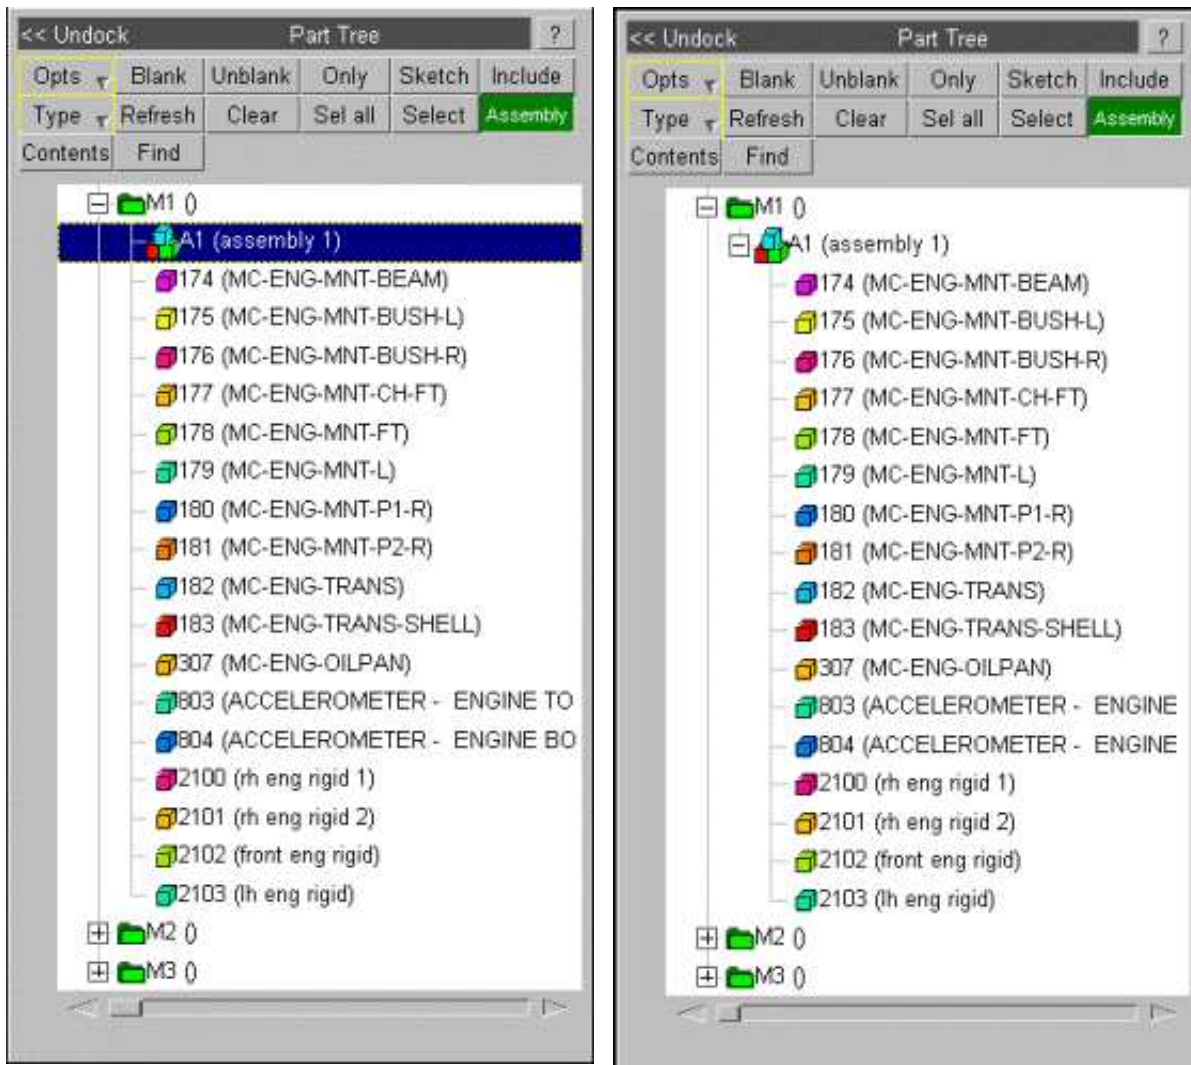 << Undock Part Tree ?
Opts Blank Unblank Only Sketch Include
Type Refresh Clear Sel all Select Assembly
Contents Find
M1 ()
A1 (assembly 1)
174 (MC-ENG-MNT-BEAM)
175 (MC-ENG-MNT-BUSH-L)
176 (MC-ENG-MNT-BUSH-R)
177 (MC-ENG-MNT-CH-FT)
178 (MC-ENG-MNT-FT)
179 (MC-ENG-MNT-L)
180 (MC-ENG-MNT-P1-R)
181 (MC-ENG-MNT-P2-R)
182 (MC-ENG-TRANS)
183 (MC-ENG-TRANS-SHELL)
307 (MC-ENG-OILPAN)
803 (ACCELEROMETER - ENGINE TO
804 (ACCELEROMETER - ENGINE BO
2100 (rh eng rigid 1)
2101 (rh eng rigid 2)
2102 (front eng rigid)
2103 (lh eng rigid)
M2 ()
M3 ()
<< Undock Part Tree ?
Opts Blank Unblank Only Sketch Include
Type Refresh Clear Sel all Select Assembly
Contents Find
M1 ()
A1 (assembly 1)
174 (MC-ENG-MNT-BEAM)
175 (MC-ENG-MNT-BUSH-L)
176 (MC-ENG-MNT-BUSH-R)
177 (MC-ENG-MNT-CH-FT)
178 (MC-ENG-MNT-FT)
179 (MC-ENG-MNT-L)
180 (MC-ENG-MNT-P1-R)
181 (MC-ENG-MNT-P2-R)
182 (MC-ENG-TRANS)
183 (MC-ENG-TRANS-SHELL)
307 (MC-ENG-OILPAN)
803 (ACCELEROMETER - ENGINE
804 (ACCELEROMETER - ENGINE
2100 (rh eng rigid 1)
2101 (rh eng rigid 2)
2102 (front eng rigid)
2103 (lh eng rigid)
M2 ()
M3 ()